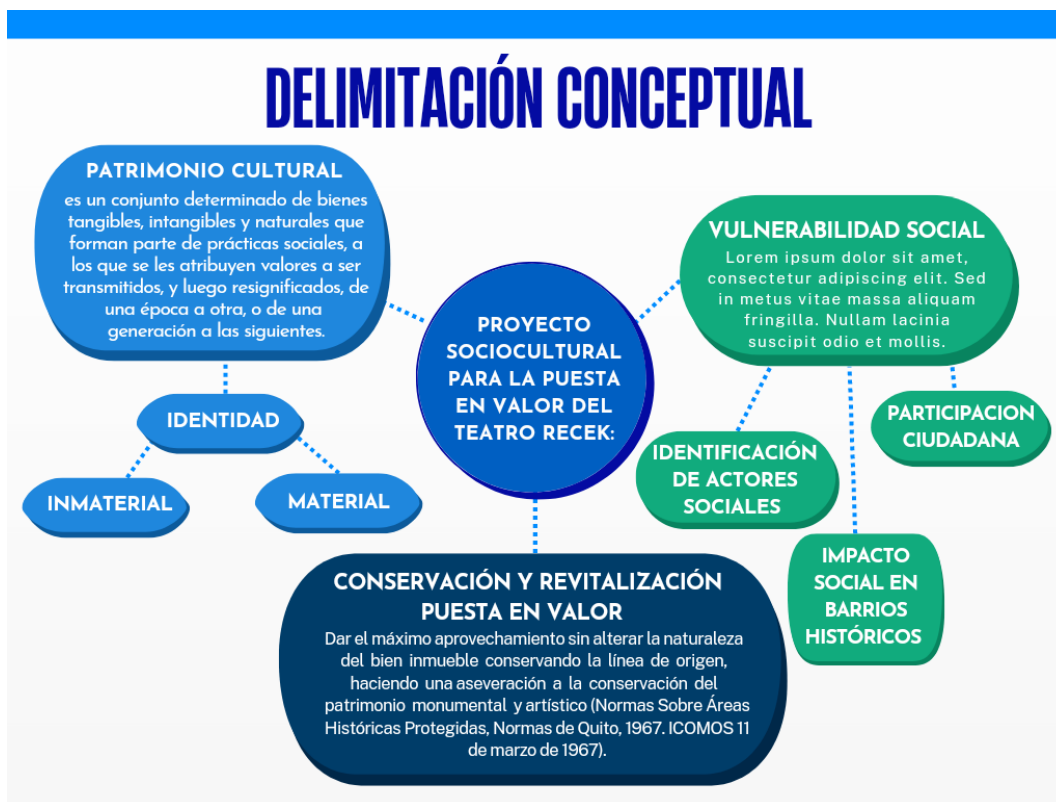 DELIMITACIÓN CONCEPTUAL
PATRIMONIO CULTURAL
es un conjunto determinado de bienes
tangibles, intangibles y naturales que
forman parte de prácticas sociales, a
los que se les atribuyen valores a ser
transmitidos, y luego resignificados, de
una época a otra, o de una
generación a las siguientes.
IDENTIDAD
INMATERIAL
MATERIAL
PROYECTO
SOCIOCULTURAL
PARA LA PUESTA
EN VALOR DEL
TEATRO RECEK:
VULNERABILIDAD SOCIAL
Lorem ipsum dolor sit amet,
consectetur adipiscing elit. Sed
in metus vitae massa aliquam
fringilla. Nullam lacinia
suscipit odio et mollis.
IDENTIFICACIÓN
DE ACTORES
SOCIALES
IMPACTO
SOCIAL EN
BARRIOS
HISTÓRICOS
PARTICIPACION
CIUDADANA
CONSERVACIÓN Y REVITALIZACIÓN
PUESTA EN VALOR
Dar el máximo aprovechamiento sin alterar la naturaleza
del bien inmueble conservando la línea de origen,
haciendo una aseveración a la conservación del
patrimonio monumental y artístico (Normas Sobre Áreas
Históricas Protegidas, Normas de Quito, 1967. ICOMOS 11
de marzo de 1967).